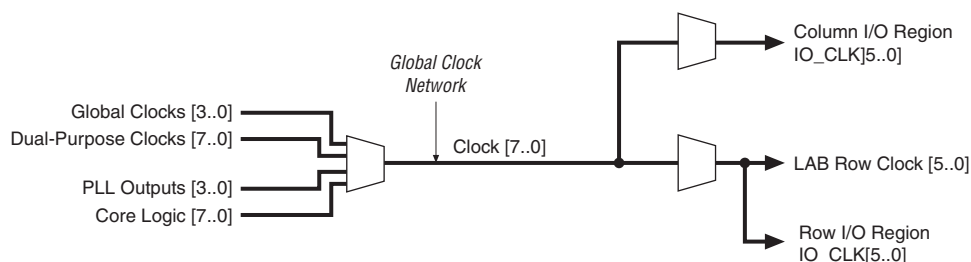 Column I/O Region
IO_CLK]5..0]
Global Clock
Network
Global Clocks [3..0]
Dual-Purpose Clocks [7..0]
Clock [7..0]
PLL Outputs [3..0]
Core Logic [7..0]
LAB Row Clock [5..0]
Row I/O Region
IO_CLK[5..0]